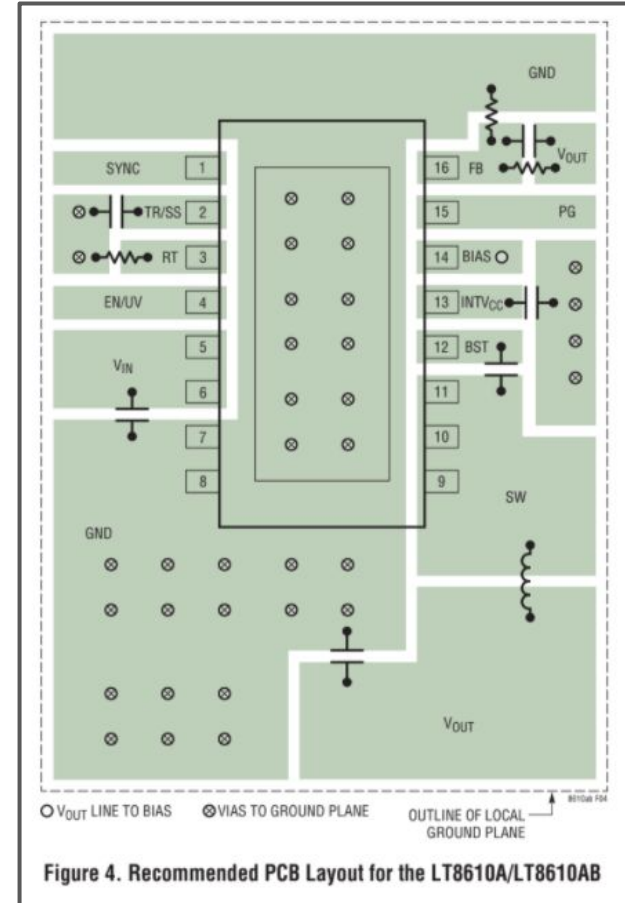 GND
SYNC 1
16 FB
VOUT
TR/SS 2
15 PG
RT 3
14 BIAS
EN/UV 4
13 INTVCC
5
12 BST
VIN
6
11
7
10
8
9
SW
GND
VOUT
VOUT LINE TO BIAS
VIAS TO GROUND PLANE
OUTLINE OF LOCAL
GROUND PLANE
8610ab F04
Figure 4. Recommended PCB Layout for the LT8610A/LT8610AB